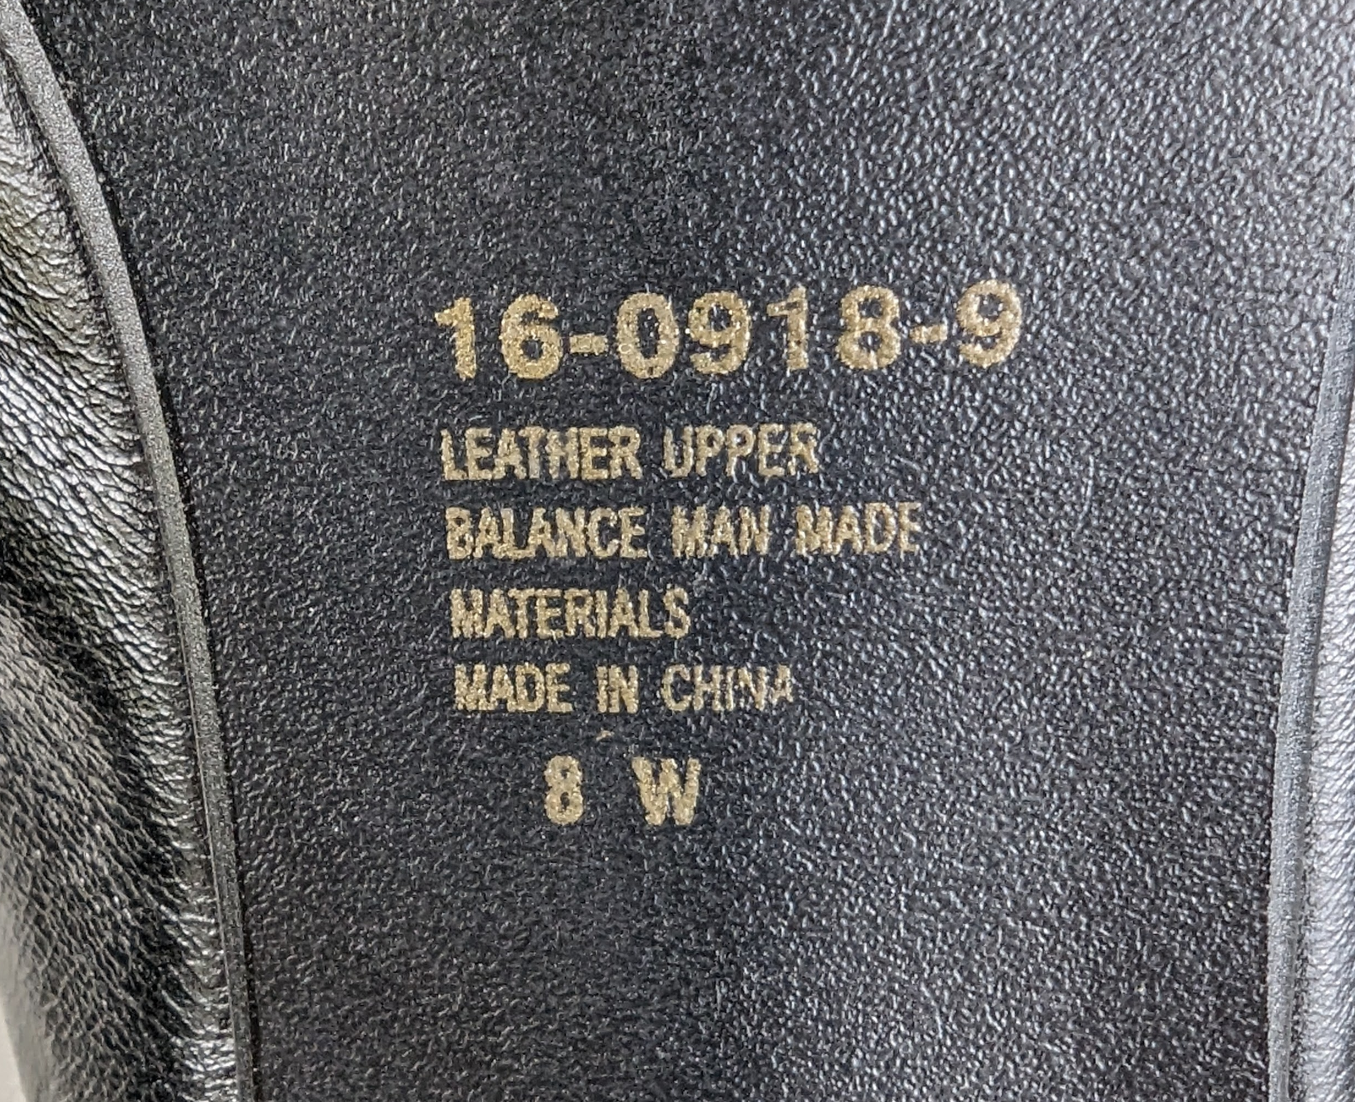 16-0918-9
LEATHER UPPER
BALANCE MAN MADE
MATERIALS
MADE IN CHINA
8 W